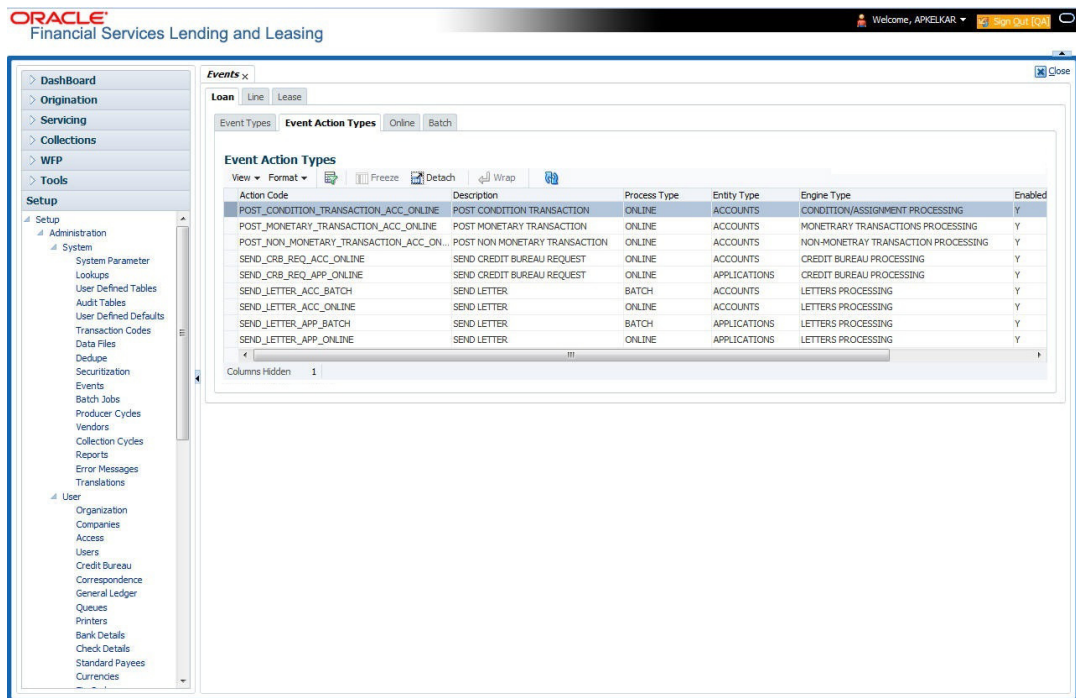 ORACLE'
Financial Services Lending and Leasing
Welcome, APKELKAR
Sign Out [QA]
DashBoard
Origination
Servicing
Collections
WFP
Tools
Setup
Setup
Administration
System
System Parameter
Lookups
User Defined Tables
Audit Tables
User Defined Defaults
Transaction Codes
Data Files
Dedupe
Securitization
Events
Batch Jobs
Producer Cycles
Vendors
Collection Cycles
Reports
Error Messages
Translations
User
Organization
Companies
Access
Users
Credit Bureau
Correspondence
General Ledger
Queues
Printers
Bank Details
Check Details
Standard Payees
Currencies
Events
Close
Loan Line Lease
Event Types Event Action Types Online Batch
Event Action Types
View Format Freeze Detach Wrap
Action Code Description Process Type Entity Type Engine Type Enabled
POST_CONDITION_TRANSACTION_ACC_ONLINE POST CONDITION TRANSACTION ONLINE ACCOUNTS CONDITION/ASSIGNMENT PROCESSING Y
POST_MONETARY_TRANSACTION_ACC_ONLINE POST MONETARY TRANSACTION ONLINE ACCOUNTS MONETRARY TRANSACTIONS PROCESSING Y
POST_NON_MONETARY_TRANSACTION_ACC_ON... POST NON MONETARY TRANSACTION ONLINE ACCOUNTS NON-MONETRAY TRANSACTION PROCESSING Y
SEND_CRB_REQ_ACC_ONLINE SEND CREDIT BUREAU REQUEST ONLINE ACCOUNTS CREDIT BUREAU PROCESSING Y
SEND_CRB_REQ_APP_ONLINE SEND CREDIT BUREAU REQUEST ONLINE APPLICATIONS CREDIT BUREAU PROCESSING Y
SEND_LETTER_ACC_BATCH SEND LETTER BATCH ACCOUNTS LETTERS PROCESSING Y
SEND_LETTER_ACC_ONLINE SEND LETTER ONLINE ACCOUNTS LETTERS PROCESSING Y
SEND_LETTER_APP_BATCH SEND LETTER BATCH APPLICATIONS LETTERS PROCESSING Y
SEND_LETTER_APP_ONLINE SEND LETTER ONLINE APPLICATIONS LETTERS PROCESSING Y
Columns Hidden 1